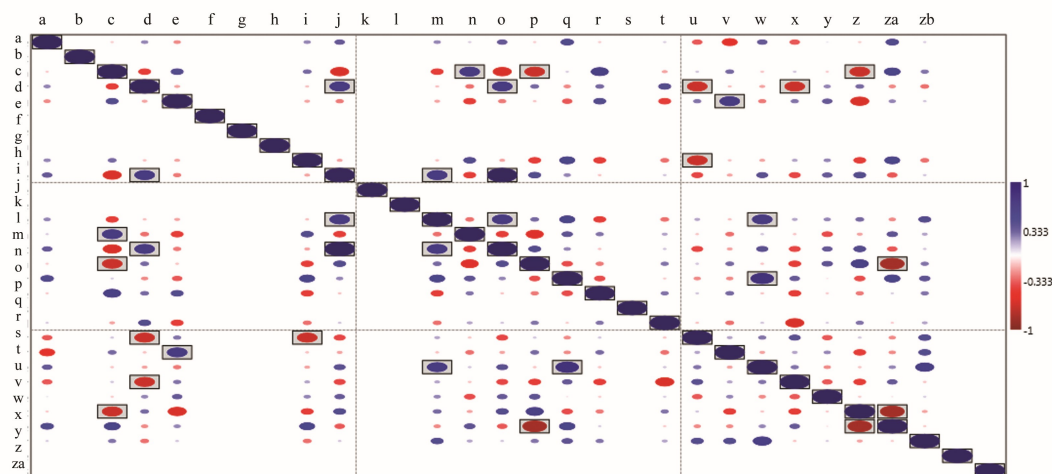 a b c d e f g h i j k l m n o p q r s t u v w x y z za zb
a
b
c
d
e
f
g
h
i
j
k
l
m
n
o
p
q
r
s
t
u
v
w
x
y
z
za
1
0.333
-0.333
-1